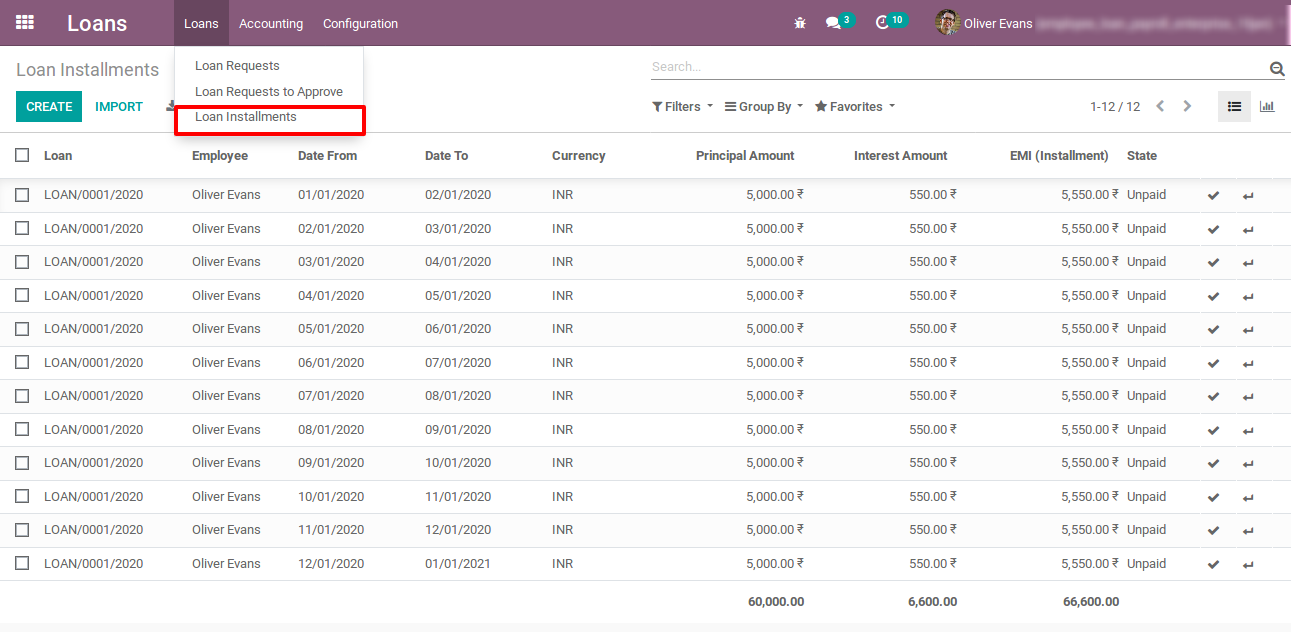 Loans Loans Accounting Configuration 3 10 Oliver Evans
Loan Installments Loan Requests Search...
Loan Requests to Approve
CREATE IMPORT Loan Installments Filters Group By Favorites 1-12 / 12
Loan Employee Date From Date To Currency Principal Amount Interest Amount EMI (Installment) State
LOAN/0001/2020 Oliver Evans 01/01/2020 02/01/2020 INR 5,000.00 ₹ 550.00 ₹ 5,550.00 ₹ Unpaid
LOAN/0001/2020 Oliver Evans 02/01/2020 03/01/2020 INR 5,000.00 ₹ 550.00 ₹ 5,550.00 ₹ Unpaid
LOAN/0001/2020 Oliver Evans 03/01/2020 04/01/2020 INR 5,000.00 ₹ 550.00 ₹ 5,550.00 ₹ Unpaid
LOAN/0001/2020 Oliver Evans 04/01/2020 05/01/2020 INR 5,000.00 ₹ 550.00 ₹ 5,550.00 ₹ Unpaid
LOAN/0001/2020 Oliver Evans 05/01/2020 06/01/2020 INR 5,000.00 ₹ 550.00 ₹ 5,550.00 ₹ Unpaid
LOAN/0001/2020 Oliver Evans 06/01/2020 07/01/2020 INR 5,000.00 ₹ 550.00 ₹ 5,550.00 ₹ Unpaid
LOAN/0001/2020 Oliver Evans 07/01/2020 08/01/2020 INR 5,000.00 ₹ 550.00 ₹ 5,550.00 ₹ Unpaid
LOAN/0001/2020 Oliver Evans 08/01/2020 09/01/2020 INR 5,000.00 ₹ 550.00 ₹ 5,550.00 ₹ Unpaid
LOAN/0001/2020 Oliver Evans 09/01/2020 10/01/2020 INR 5,000.00 ₹ 550.00 ₹ 5,550.00 ₹ Unpaid
LOAN/0001/2020 Oliver Evans 10/01/2020 11/01/2020 INR 5,000.00 ₹ 550.00 ₹ 5,550.00 ₹ Unpaid
LOAN/0001/2020 Oliver Evans 11/01/2020 12/01/2020 INR 5,000.00 ₹ 550.00 ₹ 5,550.00 ₹ Unpaid
LOAN/0001/2020 Oliver Evans 12/01/2020 01/01/2021 INR 5,000.00 ₹ 550.00 ₹ 5,550.00 ₹ Unpaid
60,000.00 6,600.00 66,600.00